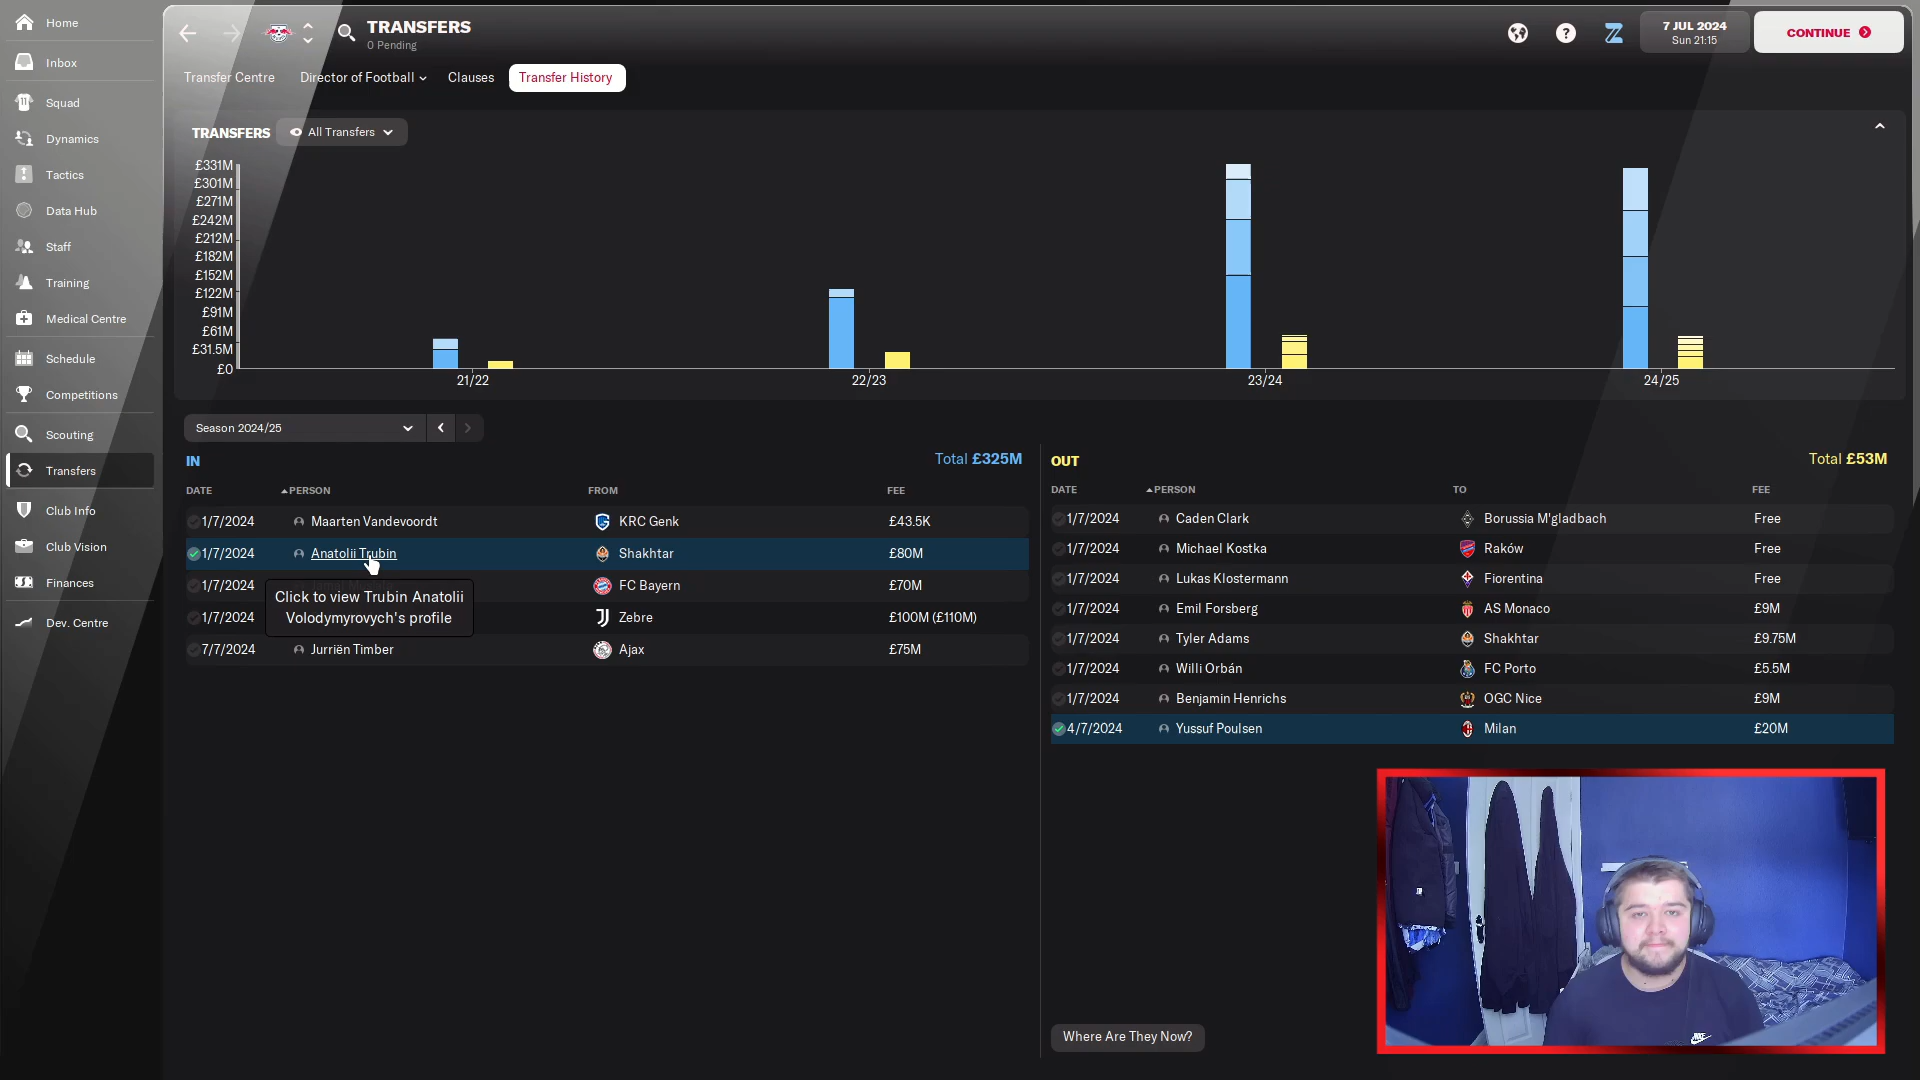 Home
Inbox
Squad
Dynamics
Tactics
Data Hub
Staff
Training
Medical Centre
Schedule
Competitions
Scouting
Transfers
Club Info
Club Vision
Finances
Dev. Centre
TRANSFERS
0 Pending
7 JUL 2024
Sun 21:15
CONTINUE
Transfer Centre
Director of Football
Clauses
Transfer History
TRANSFERS
All Transfers
£331M
£301M
£271M
£242M
£212M
£182M
£152M
£122M
£91M
£61M
£31.5M
£0
21/22
22/23
23/24
24/25
Season 2024/25
IN
Total £325M
DATE PERSON FROM FEE
1/7/2024 Maarten Vandevoordt KRC Genk £43.5K
1/7/2024 Anatolii Trubin Shakhtar £80M
1/7/2024 FC Bayern £70M
1/7/2024 Zebre £100M (£110M)
7/7/2024 Jurriën Timber Ajax £75M
Click to view Trubin Anatolii
Volodymyrovych's profile
OUT
Total £53M
DATE PERSON TO FEE
1/7/2024 Caden Clark Borussia M'gladbach Free
1/7/2024 Michael Kostka Raków Free
1/7/2024 Lukas Klostermann Fiorentina Free
1/7/2024 Emil Forsberg AS Monaco £9M
1/7/2024 Tyler Adams Shakhtar £9.75M
1/7/2024 Willi Orbán FC Porto £5.5M
1/7/2024 Benjamin Henrichs OGC Nice £9M
4/7/2024 Yussuf Poulsen Milan £20M
Where Are They Now?